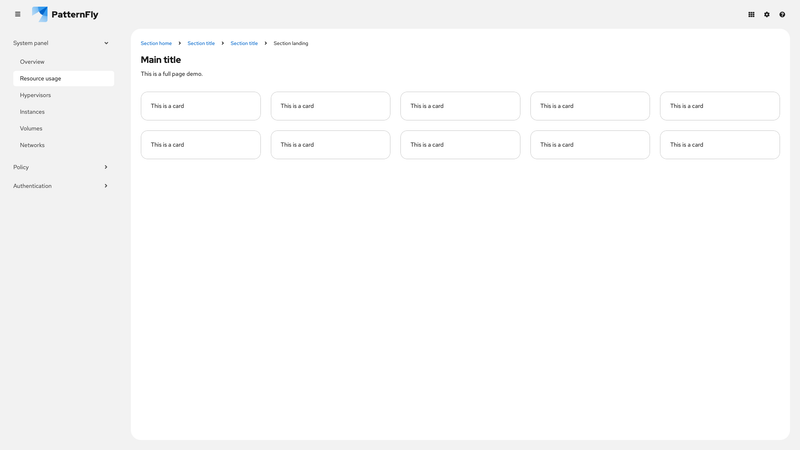 PatternFly
System panel
Overview
Resource usage
Hypervisors
Instances
Volumes
Networks
Policy
Authentication
Section home Section title Section title Section landing
Main title
This is a full page demo.
This is a card This is a card This is a card This is a card This is a card
This is a card This is a card This is a card This is a card This is a card